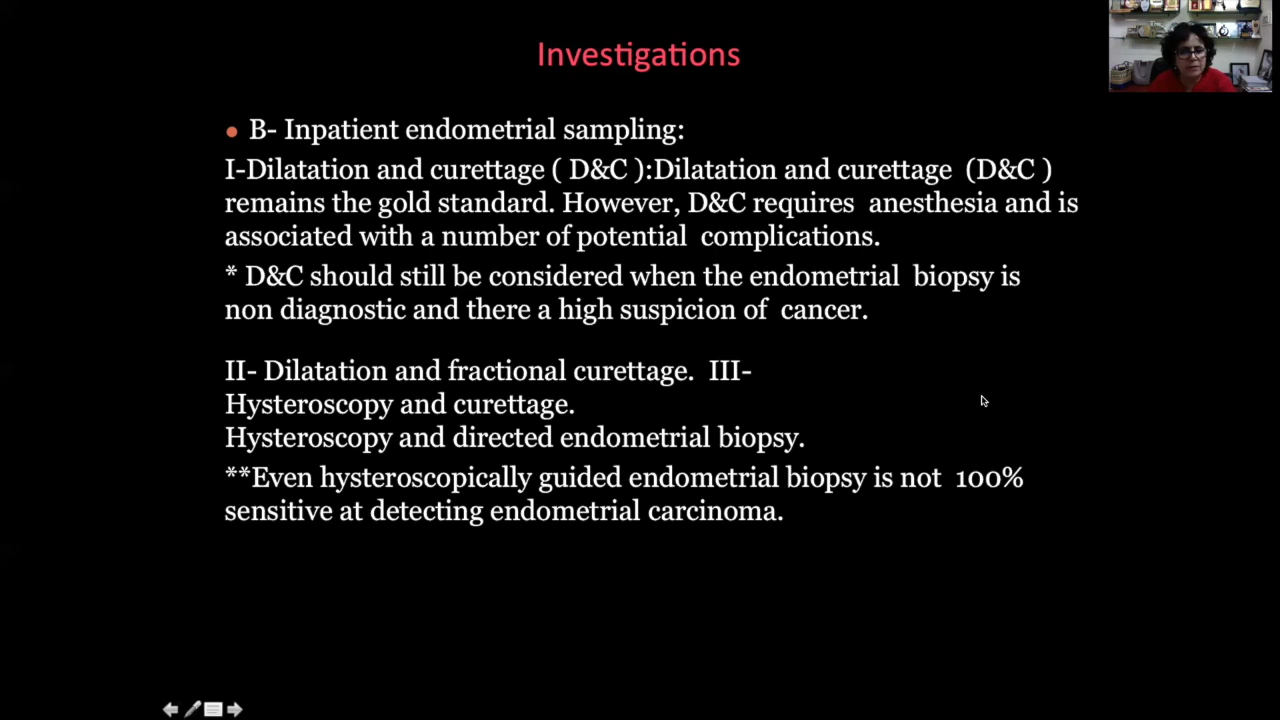 Investigations
• B- Inpatient endometrial sampling:
I-Dilatation and curettage ( D&C ):Dilatation and curettage (D&C )
remains the gold standard. However, D&C requires anesthesia and is
associated with a number of potential complications.
* D&C should still be considered when the endometrial biopsy is
non diagnostic and there a high suspicion of cancer.
II- Dilatation and fractional curettage. III-
Hysteroscopy and curettage.
Hysteroscopy and directed endometrial biopsy.
**Even hysteroscopically guided endometrial biopsy is not 100%
sensitive at detecting endometrial carcinoma.